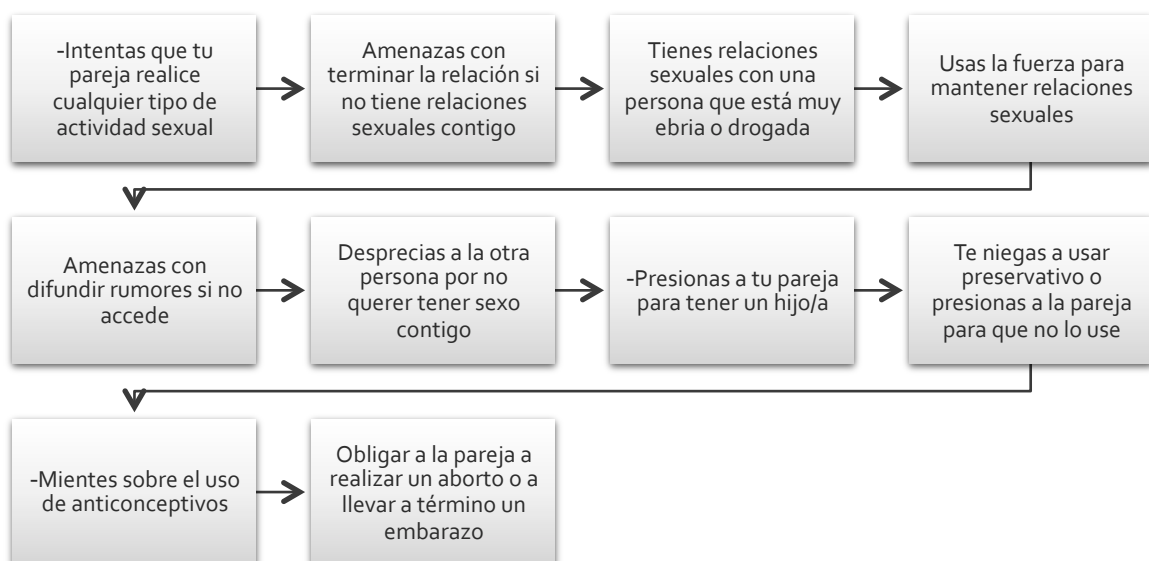 -Intentas que tu
pareja realice
cualquier tipo de
actividad sexual
Amenazas con
terminar la relación si
no tiene relaciones
sexuales contigo
Tienes relaciones
sexuales con una
persona que está muy
ebria o drogada
Usas la fuerza para
mantener relaciones
sexuales
Amenazas con
difundir rumores si no
accede
Desprecias a la otra
persona por no
querer tener sexo
contigo
-Presionas a tu pareja
para tener un hijo/a
Te niegas a usar
preservativo o
presionas a la pareja
para que no lo use
-Mientes sobre el uso
de anticonceptivos
Obligar a la pareja a
realizar un aborto o a
llevar a término un
embarazo